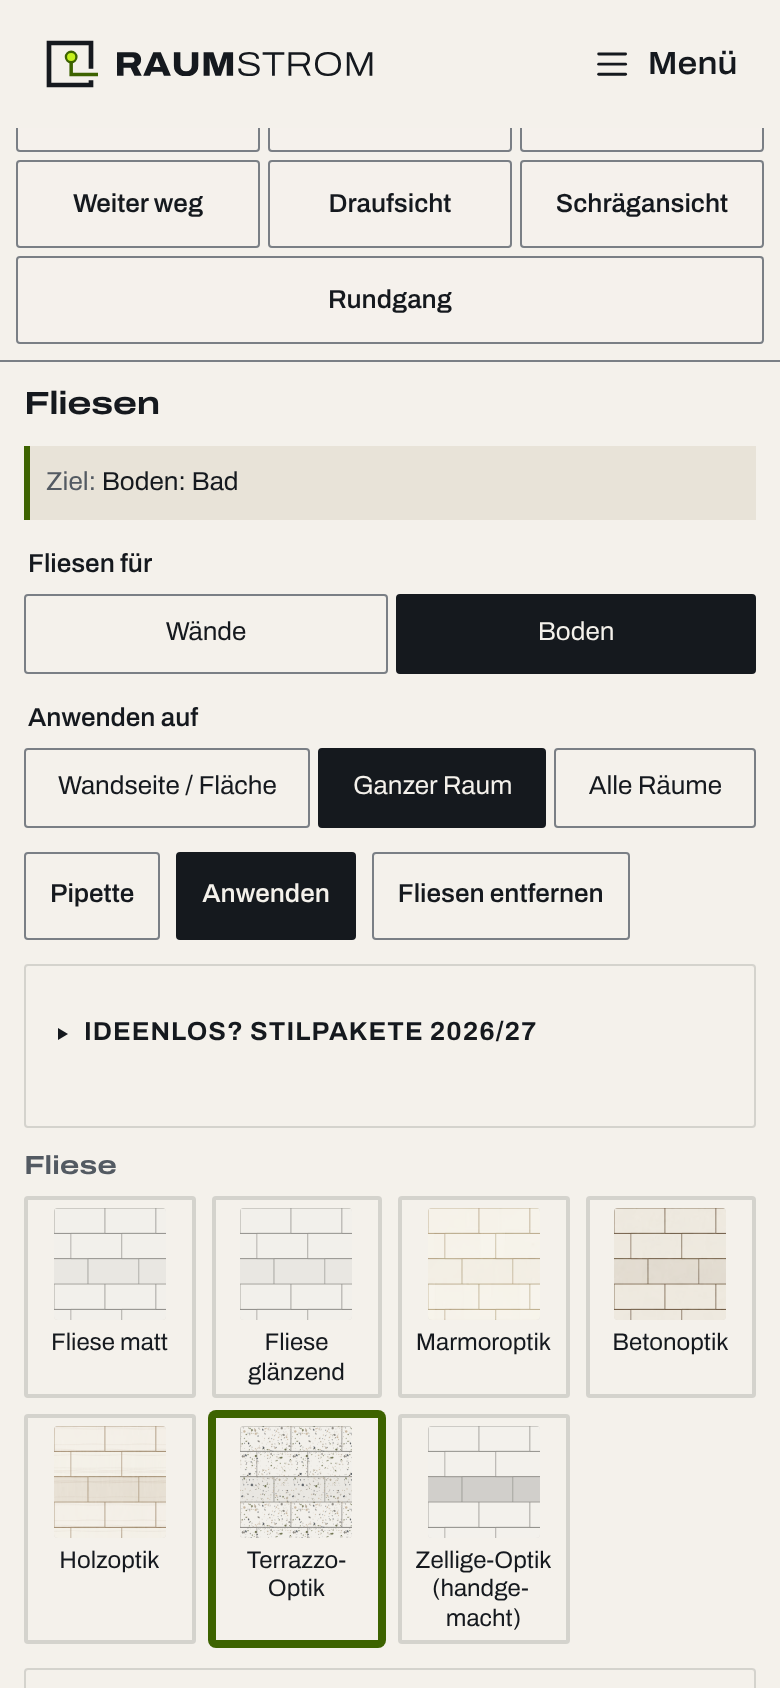 RAUMSTROM
Menü
Weiter weg
Draufsicht
Schrägansicht
Rundgang
Fliesen
Ziel: Boden: Bad
Fliesen für
Wände
Boden
Anwenden auf
Wandseite / Fläche
Ganzer Raum
Alle Räume
Pipette
Anwenden
Fliesen entfernen
IDEENLOS? STILPAKETE 2026/27
Fliese
Fliese matt
Fliese
glänzend
Marmoroptik
Betonoptik
Holzoptik
Terrazzo-
Optik
Zellige-Optik
(handge-
macht)